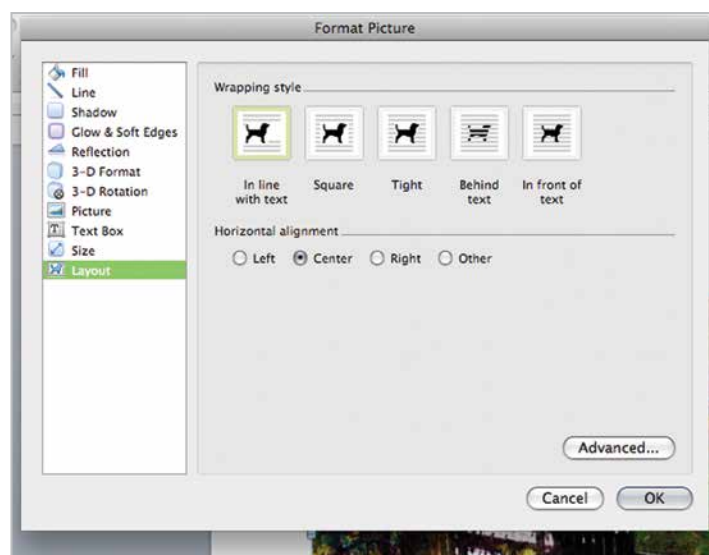 Format Picture
Fill
Line
Shadow
Glow & Soft Edges
Reflection
3-D Format
3-D Rotation
Picture
Text Box
Size
Layout
Wrapping style
In line with text
Square
Tight
Behind text
In front of text
Horizontal alignment
Left Center Right Other
Advanced...
Cancel OK